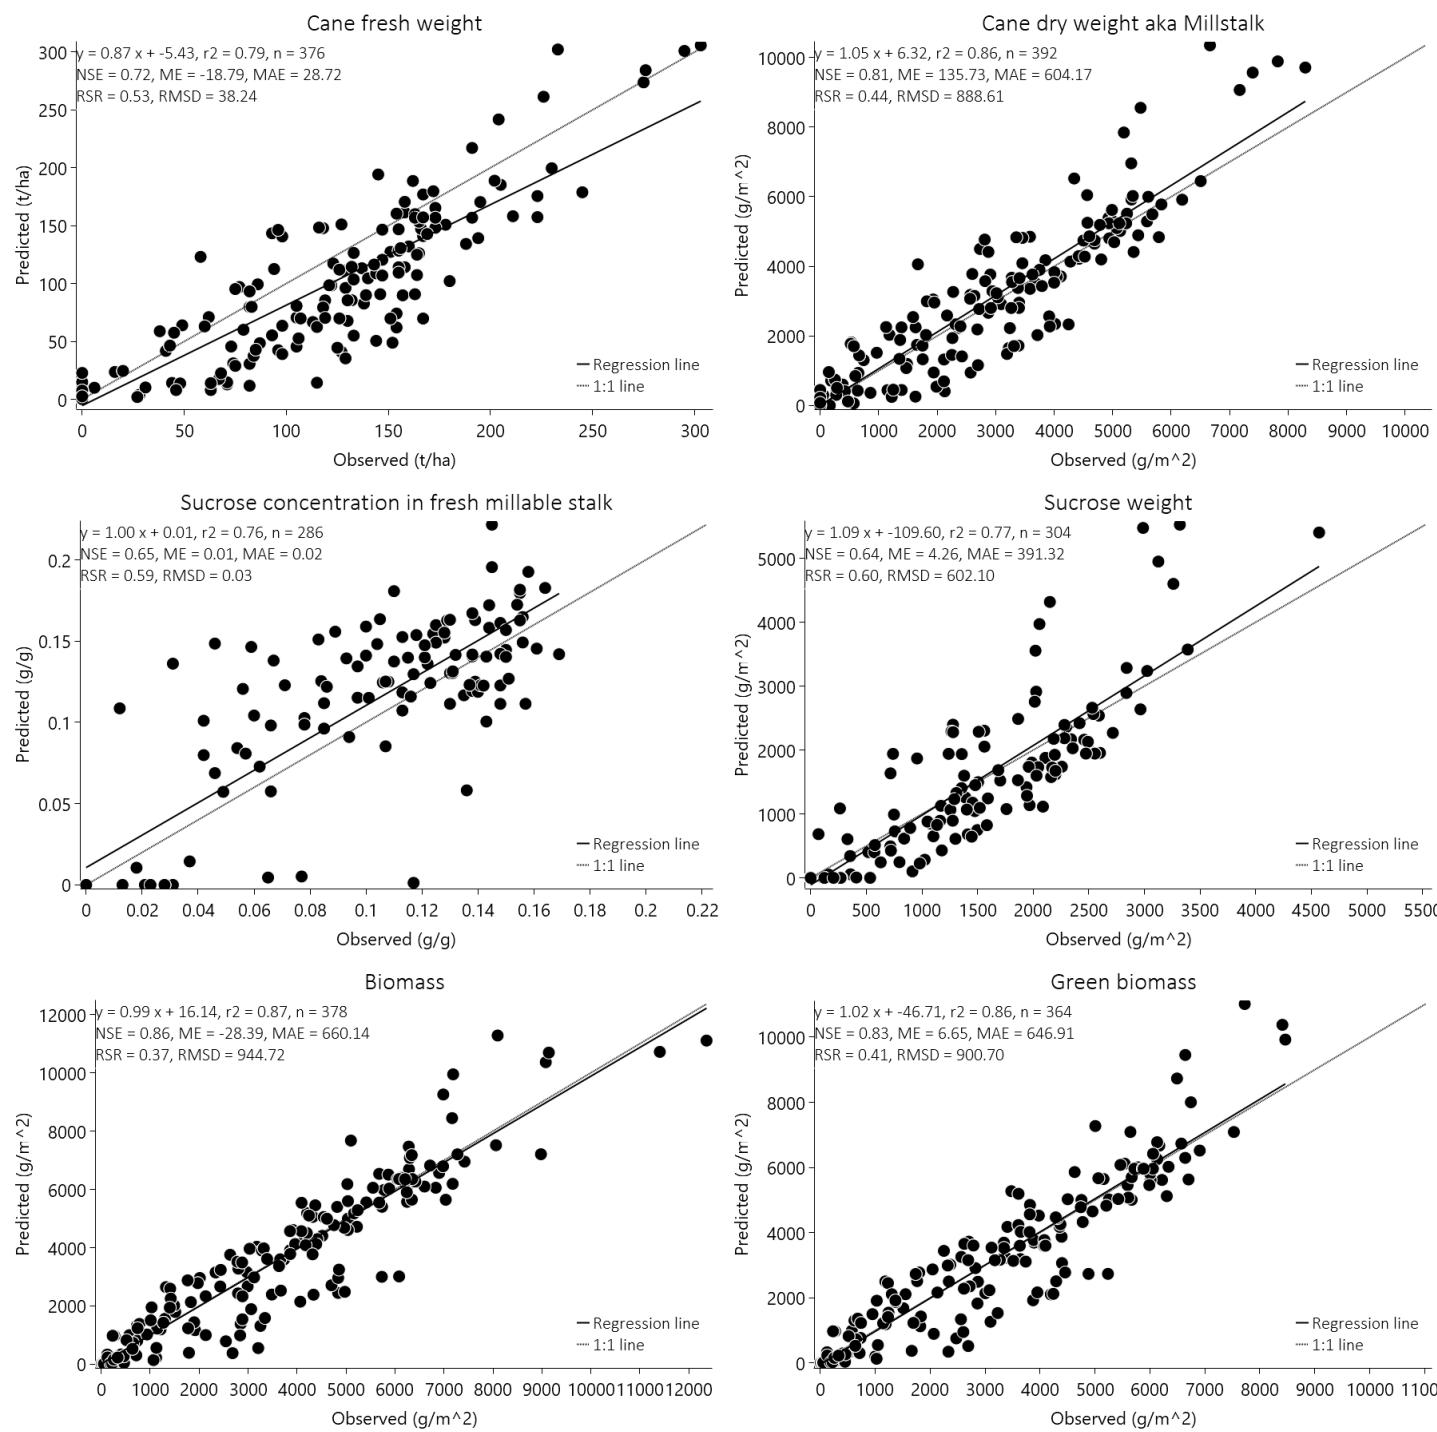 Cane fresh weight
y = 0.87 x + -5.43, r2 = 0.79, n = 376
NSE = 0.72, ME = -18.79, MAE = 28.72
RSR = 0.53, RMSD = 38.24
300
250
200
150
100
50
0
Predicted (t/ha)
Regression line
1:1 line
0 50 100 150 200 250 300
Observed (t/ha)
Cane dry weight aka Millstalk
y = 1.05 x + 6.32, r2 = 0.86, n = 392
NSE = 0.81, ME = 135.73, MAE = 604.17
RSR = 0.44, RMSD = 888.61
10000
8000
6000
4000
2000
0
Predicted (g/m^2)
Regression line
1:1 line
0 1000 2000 3000 4000 5000 6000 7000 8000 9000 10000
Observed (g/m^2)
Sucrose concentration in fresh millable stalk
y = 1.00 x + 0.01, r2 = 0.76, n = 286
NSE = 0.65, ME = 0.01, MAE = 0.02
RSR = 0.59, RMSD = 0.03
0.2
0.15
0.1
0.05
0
Predicted (g/g)
Regression line
1:1 line
0 0.02 0.04 0.06 0.08 0.1 0.12 0.14 0.16 0.18 0.2 0.22
Observed (g/g)
Sucrose weight
y = 1.09 x + -109.60, r2 = 0.77, n = 304
NSE = 0.64, ME = 4.26, MAE = 391.32
RSR = 0.60, RMSD = 602.10
5000
4000
3000
2000
1000
0
Predicted (g/m^2)
Regression line
1:1 line
0 500 1000 1500 2000 2500 3000 3500 4000 4500 5000 550
Observed (g/m^2)
Biomass
y = 0.99 x + 16.14, r2 = 0.87, n = 378
NSE = 0.86, ME = -28.39, MAE = 660.14
RSR = 0.37, RMSD = 944.72
12000
10000
8000
6000
4000
2000
0
Predicted (g/m^2)
Regression line
1:1 line
0 1000 2000 3000 4000 5000 6000 7000 8000 9000 10000 11000 12000
Observed (g/m^2)
Green biomass
y = 1.02 x + -46.71, r2 = 0.86, n = 364
NSE = 0.83, ME = 6.65, MAE = 646.91
RSR = 0.41, RMSD = 900.70
10000
8000
6000
4000
2000
0
Predicted (g/m^2)
Regression line
1:1 line
0 1000 2000 3000 4000 5000 6000 7000 8000 9000 10000 1100
Observed (g/m^2)